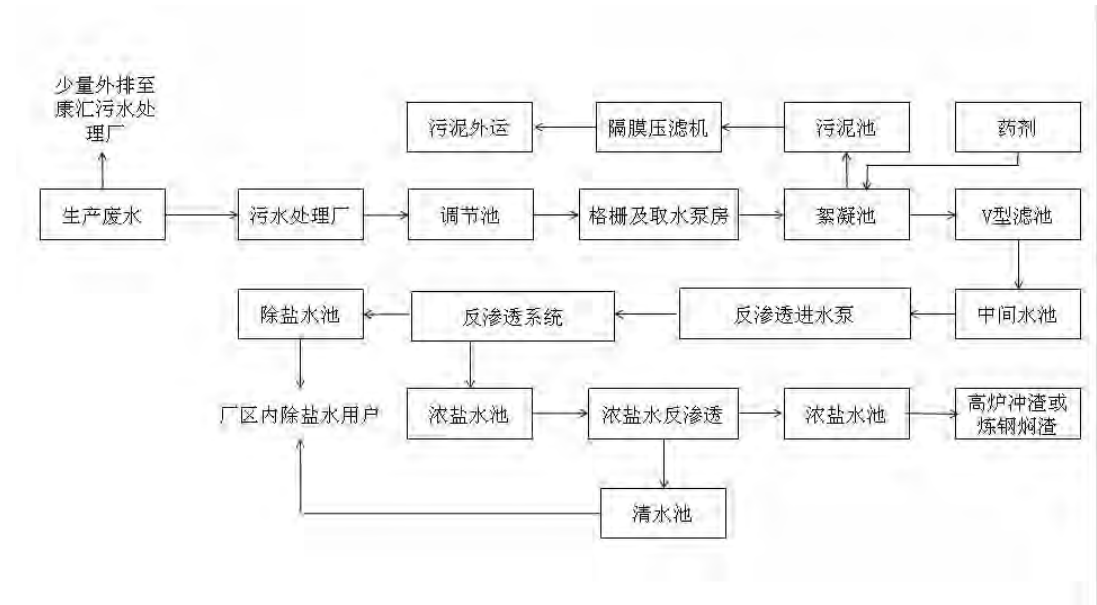 少量外排至
康汇污水处
理厂
污泥外运
隔膜压滤机
污泥池
药剂
生产废水
污水处理厂
调节池
格栅及取水泵房
絮凝池
V型滤池
除盐水池
反渗透系统
反渗透进水泵
中间水池
厂区内除盐水用户
浓盐水池
浓盐水反渗透
浓盐水池
高炉冲渣或
炼钢焖渣
清水池